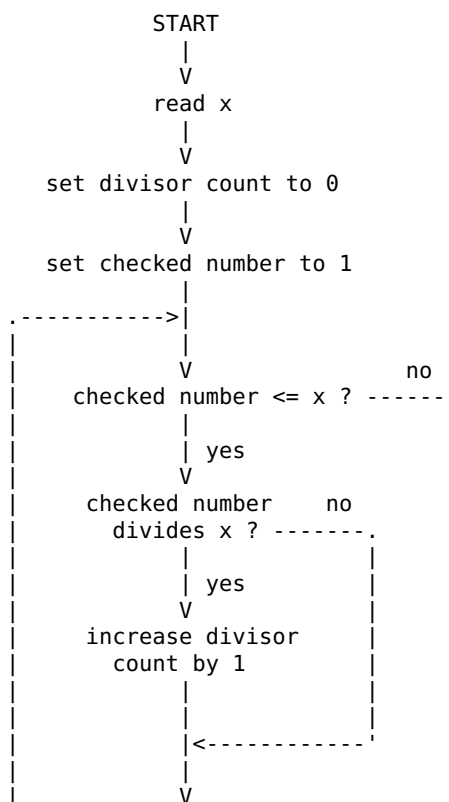 START
|
V
read x
|
V
set divisor count to 0
|
V
set checked number to 1
|
.----------->|
|            |
|            V                no
|    checked number <= x ? ------
|            |
|            | yes
|            V
|     checked number    no
|       divides x ? -------.
|            |             |
|            | yes         |
|            V             |
|     increase divisor     |
|       count by 1         |
|            |             |
|            |             |
|            |<------------'
|            |
|            V